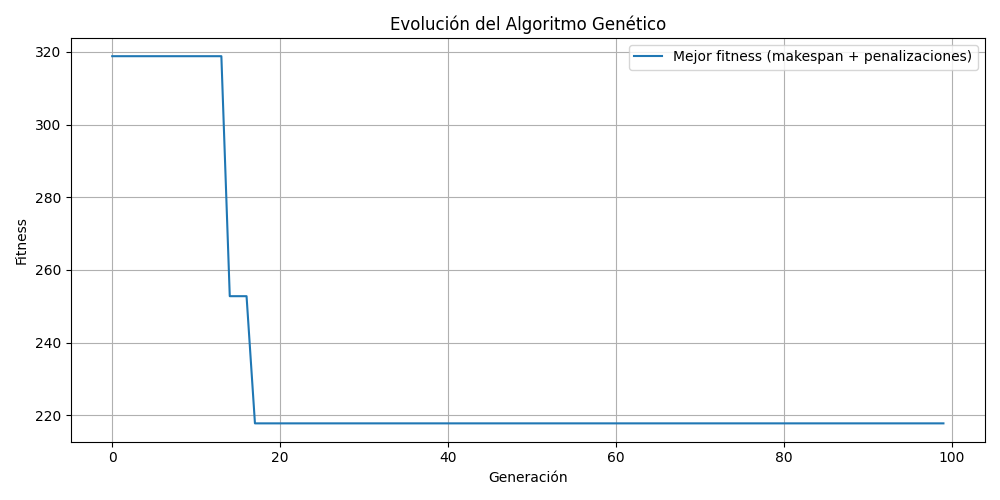 Evolución del Algoritmo Genético
Mejor fitness (makespan + penalizaciones)
Fitness
320
300
280
260
240
220
0 20 40 60 80 100
Generación